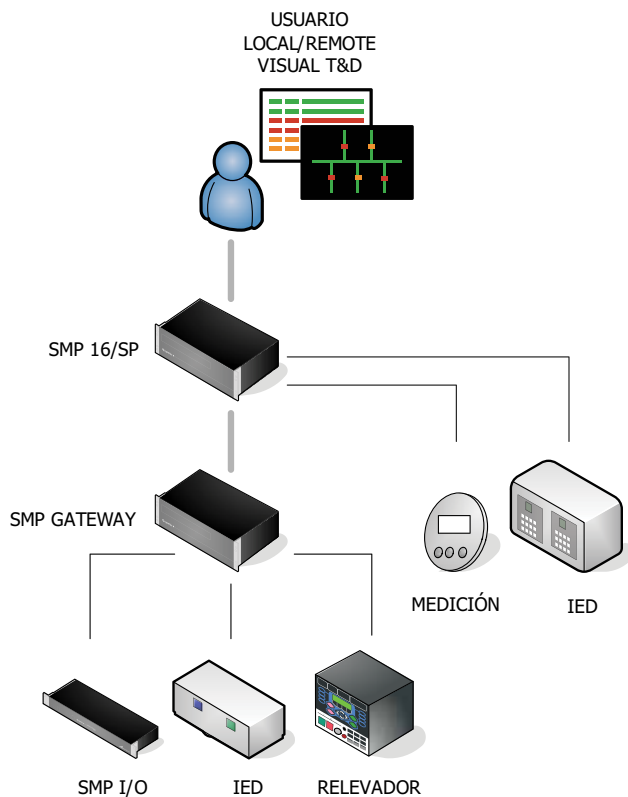 USUARIO
LOCAL/REMOTE
VISUAL T&D
SMP 16/SP
SMP GATEWAY
MEDICIÓN
IED
SMP I/O
IED
RELEVADOR